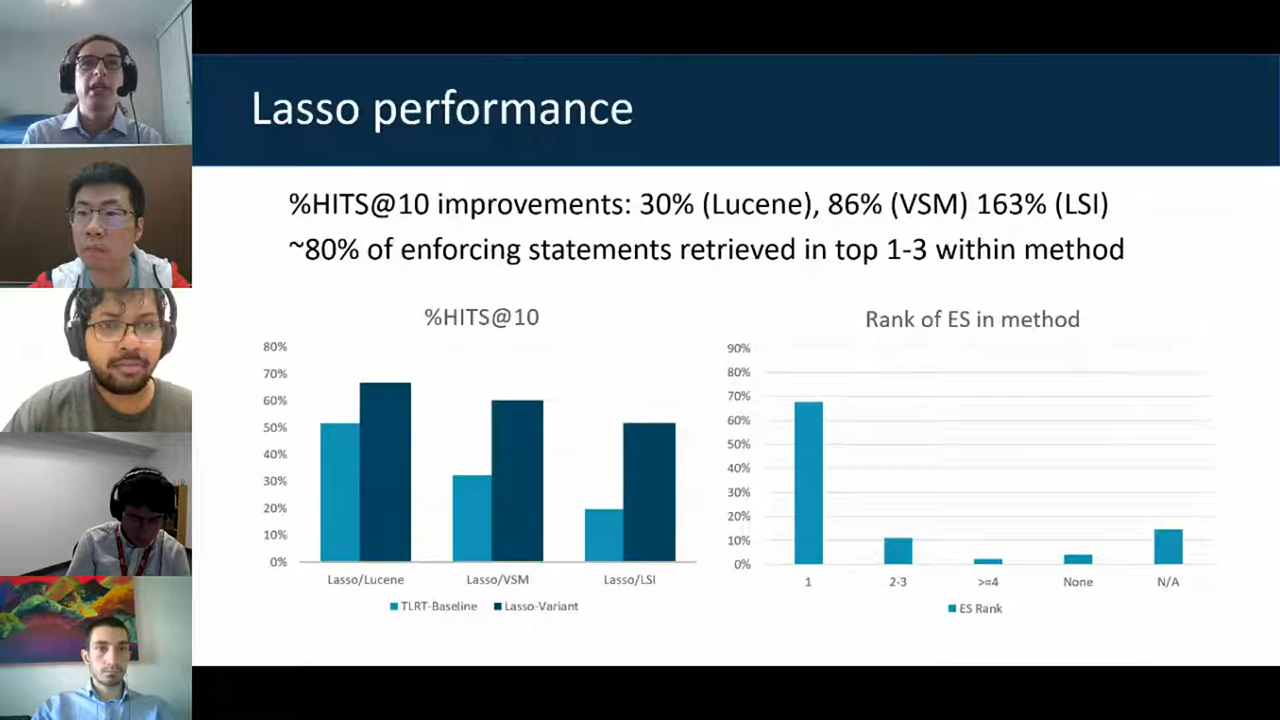 Lasso performance
%HITS@10 improvements: 30% (Lucene), 86% (VSM) 163% (LSI)
~80% of enforcing statements retrieved in top 1-3 within method
%HITS@10
80%
70%
60%
50%
40%
30%
20%
10%
0%
Lasso/Lucene
Lasso/VSM
Lasso/LSI
TLRT-Baseline
Lasso-Variant
Rank of ES in method
90%
80%
70%
60%
50%
40%
30%
20%
10%
0%
1
2-3
>=4
None
N/A
ES Rank